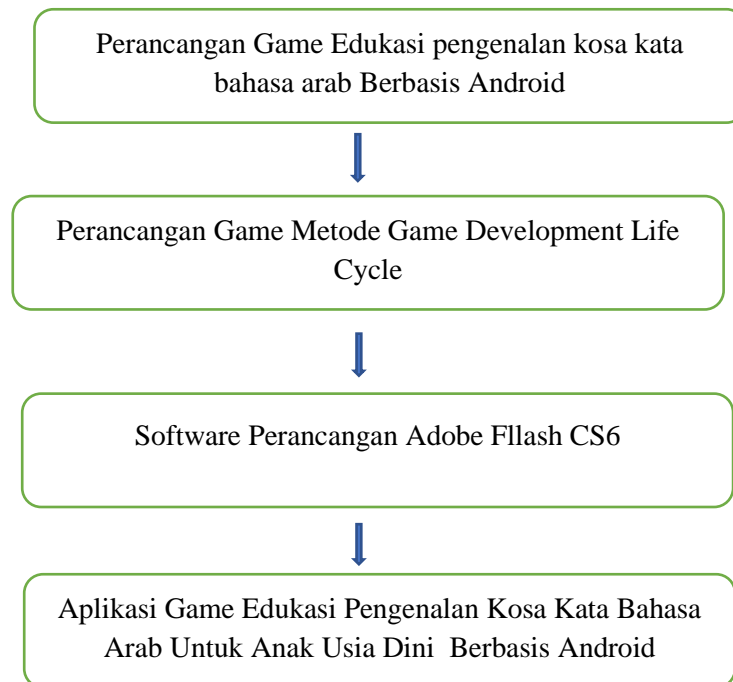 Perancangan Game Edukasi pengenalan kosa kata
bahasa arab Berbasis Android
Perancangan Game Metode Game Development Life
Cycle
Software Perancangan Adobe Fllash CS6
Aplikasi Game Edukasi Pengenalan Kosa Kata Bahasa
Arab Untuk Anak Usia Dini Berbasis Android